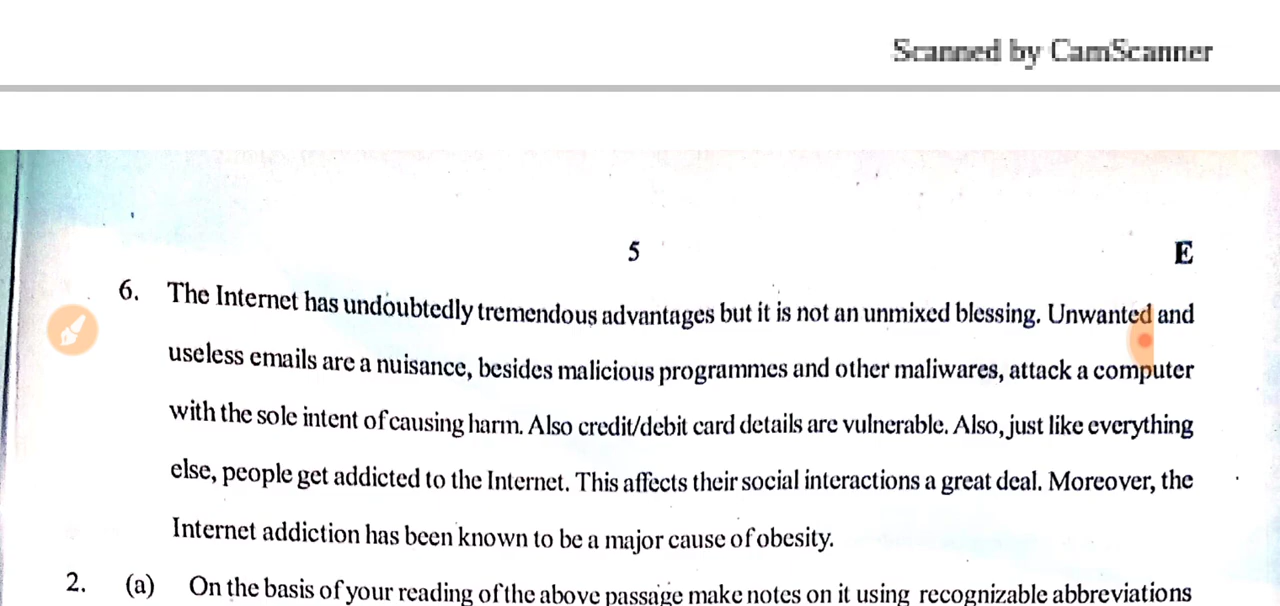 Scanned by CamScanner
5 E
6. The Internet has undoubtedly tremendous advantages but it is not an unmixed blessing. Unwanted and
useless emails are a nuisance, besides malicious programmes and other maliwares, attack a computer
with the sole intent of causing harm. Also credit/debit card details are vulnerable. Also, just like everything
else, people get addicted to the Internet. This affects their social interactions a great deal. Moreover, the
Internet addiction has been known to be a major cause of obesity.
2. (a) On the basis of your reading of the above passage make notes on it using recognizable abbreviations